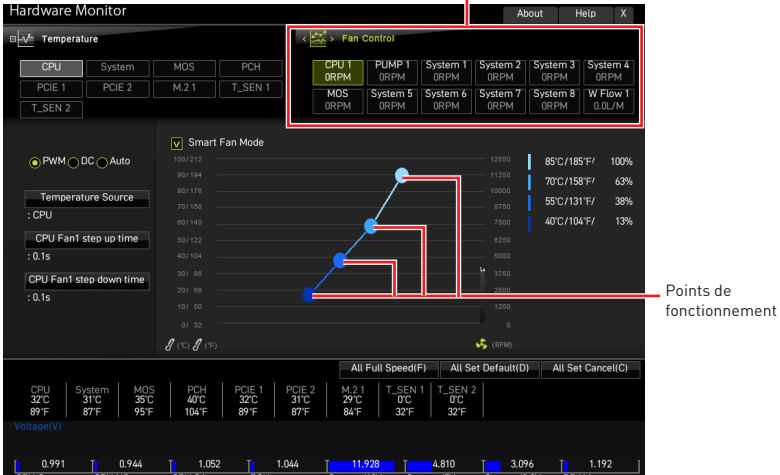 Hardware Monitor
About Help X
Temperature
CPU System MOS PCH
PCIE 1 PCIE 2 M.2 1 T_SEN 1
T_SEN 2
< > Fan Control
CPU 1 PUMP 1 System 1 System 2 System 3 System 4
0RPM 0RPM 0RPM 0RPM 0RPM 0RPM
MOS System 5 System 6 System 7 System 8 W Flow 1
0RPM 0RPM 0RPM 0RPM 0RPM 0.0L/M
PWM DC Auto
Temperature Source
: CPU
CPU Fan1 step up time
: 0.1s
CPU Fan1 step down time
: 0.1s
V Smart Fan Mode
100/212 12500
90/194 11250
80/176 10000
70/158 8750
60/140 7500
50/122 6250
40/104 5000
30/ 86 3750
20/ 68
10/ 50 1250
0/ 32 0
(°C) (°F) (RPM)
85°C/185°F/ 100%
70°C/158°F/ 63%
55°C/131°F/ 38%
40°C/104°F/ 13%
Points de
fonctionnement
All Full Speed(F) All Set Default(D) All Set Cancel(C)
CPU System MOS PCH PCIE 1 PCIE 2 M.2 1 T_SEN 1 T_SEN 2
32°C 31°C 35°C 40°C 32°C 31°C 29°C 0°C 0°C
89°F 87°F 95°F 104°F 89°F 87°F 84°F 32°F 32°F
Voltage(V)
0.991 0.944 1.052 1.044 11.928 4.810 3.096 1.192